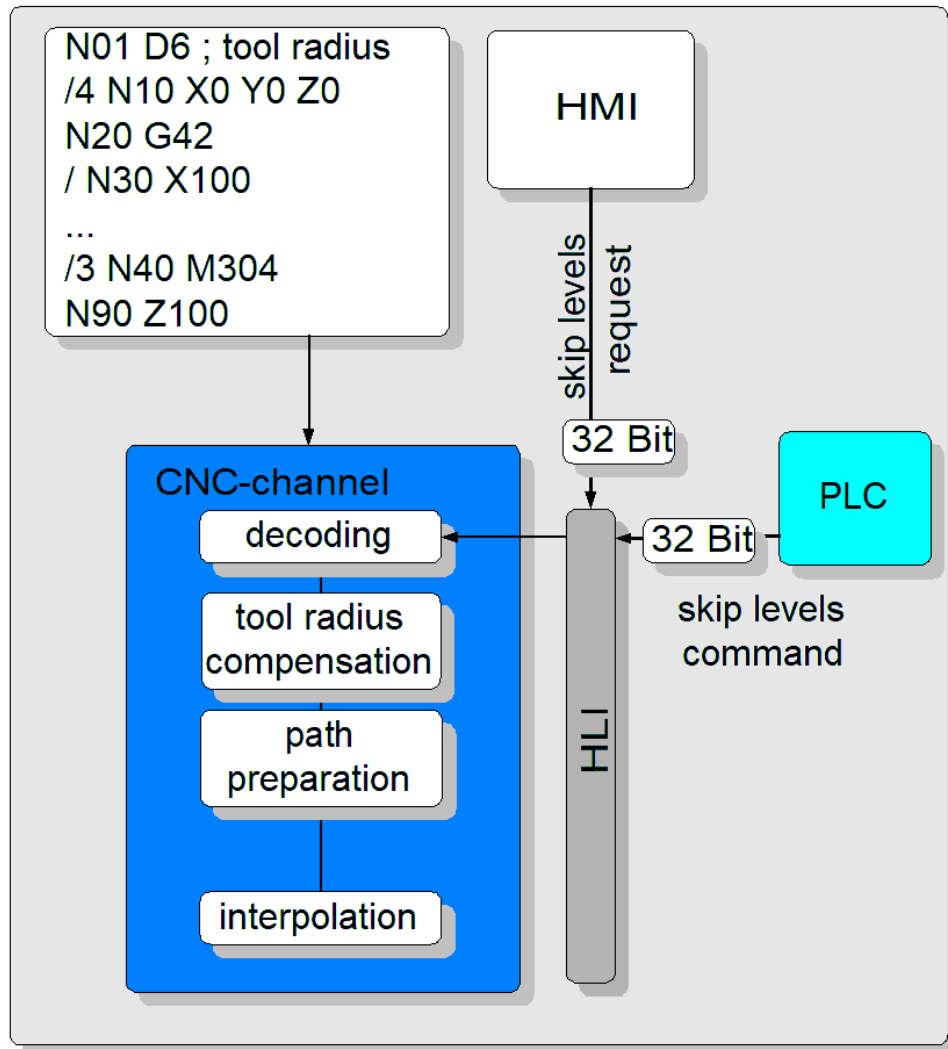 N01 D6 ; tool radius
/4 N10 X0 Y0 Z0
N20 G42
/ N30 X100
...
/3 N40 M304
N90 Z100
HMI
skip levels
request
32 Bit
CNC-channel
decoding
tool radius
compensation
path
preparation
interpolation
HLI
32 Bit
PLC
skip levels
command